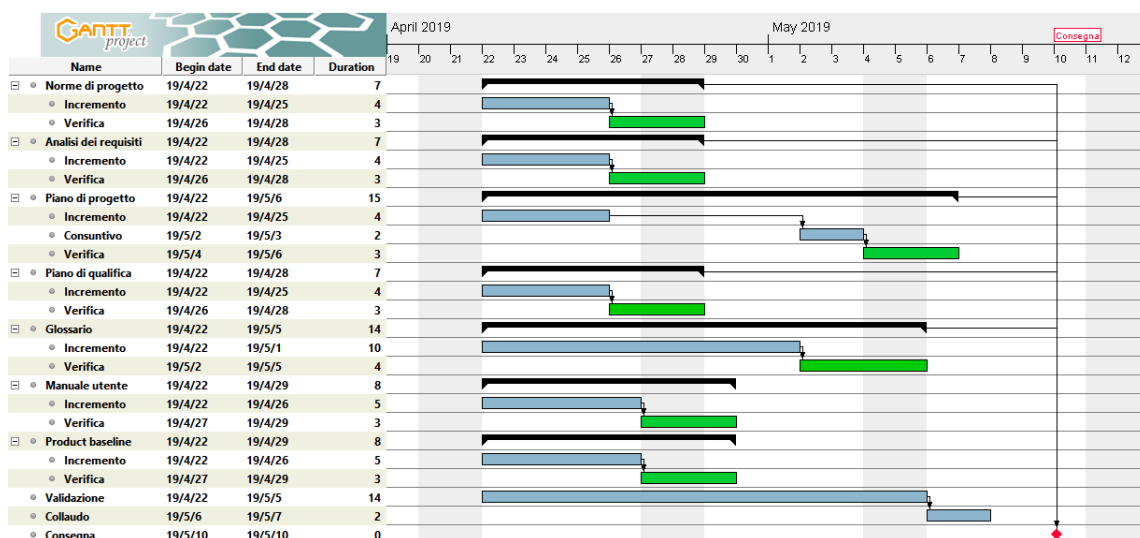 GANTT project
April 2019 May 2019
Consegna
19 20 21 22 23 24 25 26 27 28 29 30 1 2 3 4 5 6 7 8 9 10 11 12
Name Begin date End date Duration
Norme di progetto 19/4/22 19/4/28 7
Incremento 19/4/22 19/4/25 4
Verifica 19/4/26 19/4/28 3
Analisi dei requisiti 19/4/22 19/4/28 7
Incremento 19/4/22 19/4/25 4
Verifica 19/4/26 19/4/28 3
Piano di progetto 19/4/22 19/5/6 15
Incremento 19/4/22 19/4/25 4
Consuntivo 19/5/2 19/5/3 2
Verifica 19/5/4 19/5/6 3
Piano di qualifica 19/4/22 19/4/28 7
Incremento 19/4/22 19/4/25 4
Verifica 19/4/26 19/4/28 3
Glossario 19/4/22 19/5/5 14
Incremento 19/4/22 19/5/1 10
Verifica 19/5/2 19/5/5 4
Manuale utente 19/4/22 19/4/29 8
Incremento 19/4/22 19/4/26 5
Verifica 19/4/27 19/4/29 3
Product baseline 19/4/22 19/4/29 8
Incremento 19/4/22 19/4/26 5
Verifica 19/4/27 19/4/29 3
Validazione 19/4/22 19/5/5 14
Collaudo 19/5/6 19/5/7 2
Consegna 19/5/10 19/5/10 0